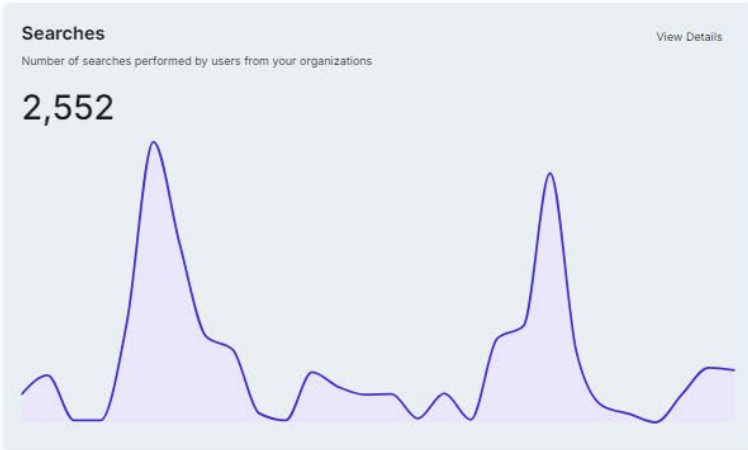 Searches
View Details
Number of searches performed by users from your organizations
2,552